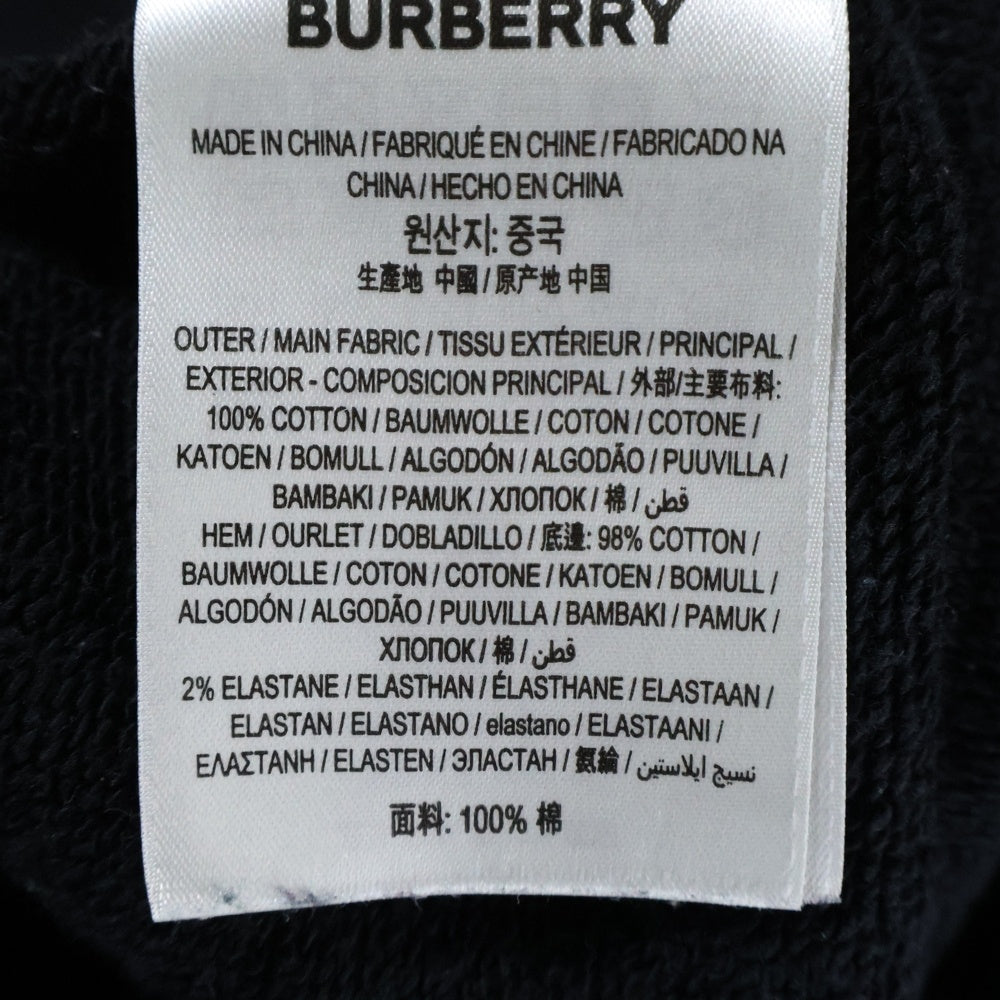 BURBERRY
MADE IN CHINA / FABRIQUÉ EN CHINE / FABRICADO NA
CHINA / HECHO EN CHINA
원산지: 중국
生產地 中國 / 原产地 中国
OUTER / MAIN FABRIC / TISSU EXTÉRIEUR / PRINCIPAL /
EXTERIOR - COMPOSICION PRINCIPAL / 外部/主要布料:
100% COTTON / BAUMWOLLE / COTON / COTONE /
KATOEN / BOMULL / ALGODÓN / ALGODÃO / PUUVILLA /
BAMBAKI / PAMUK / ХЛОПОК / 棉 / قطن
HEM / OURLET / DOBLADILLO / 底邊: 98% COTTON /
BAUMWOLLE / COTON / COTONE / KATOEN / BOMULL /
ALGODÓN / ALGODÃO / PUUVILLA / BAMBAKI / PAMUK /
ХЛОПОК / 棉 / قطن
2% ELASTANE / ELASTHAN / ÉLASTHANE / ELASTAAN /
ELASTAN / ELASTANO / elastano / ELASTAANI /
ΕΛΑΣΤΑΝΗ / ELASTEN / ЭЛАСТАН / 氨綸 / نسيج ايلاستين
面料: 100% 棉